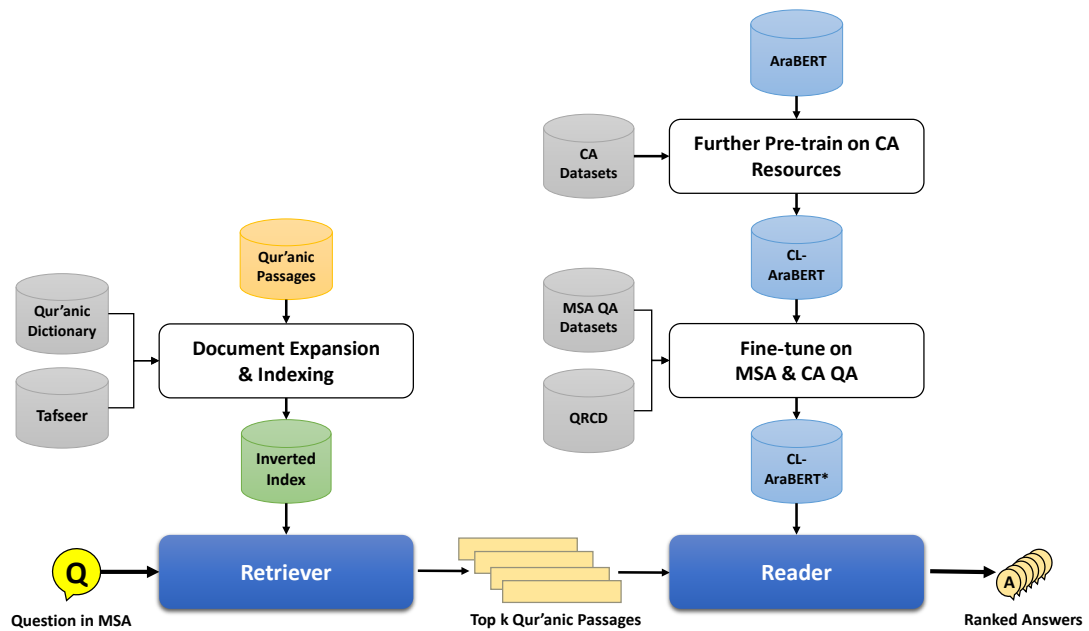 AraBERT
CA
Datasets
Further Pre-train on CA
Resources
CL-
AraBERT
Qur'anic
Passages
Qur'anic
Dictionary
Tafseer
Document Expansion
& Indexing
MSA QA
Datasets
QRCD
Fine-tune on
MSA & CA QA
Inverted
Index
CL-
AraBERT*
Q
Question in MSA
Retriever
Top k Qur'anic Passages
Reader
A
Ranked Answers